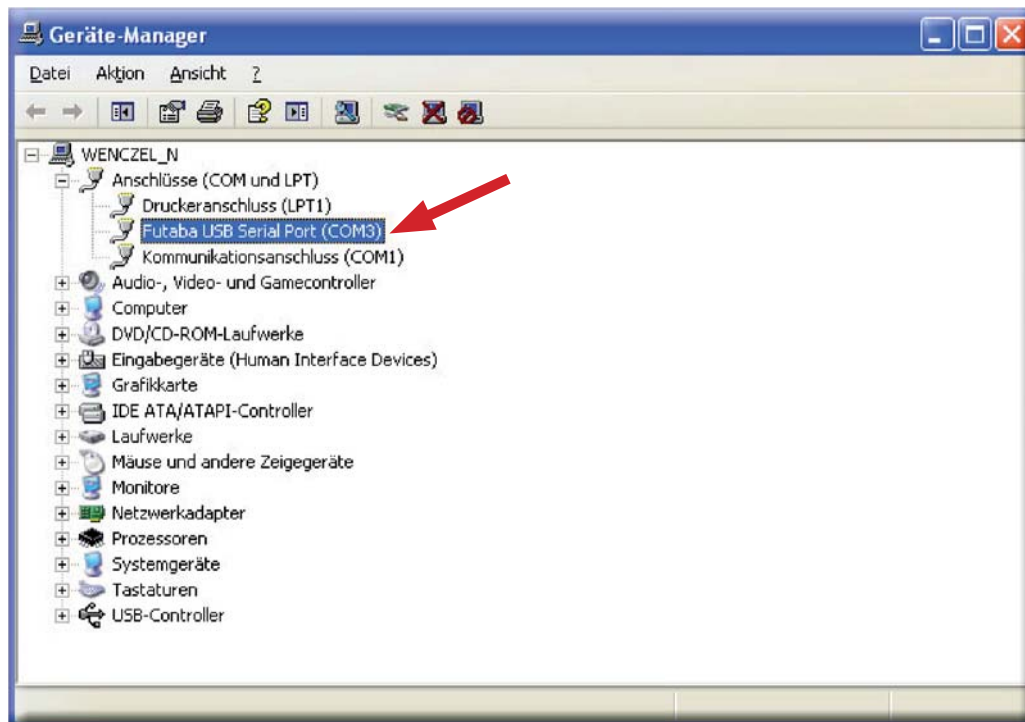 Geräte-Manager
Datei Aktion Ansicht ?
WENCZEL_N
Anschlüsse (COM und LPT)
Druckeranschluss (LPT1)
Futaba USB Serial Port (COM3)
Kommunikationsanschluss (COM1)
Audio-, Video- und Gamecontroller
Computer
DVD/CD-ROM-Laufwerke
Eingabegeräte (Human Interface Devices)
Grafikkarte
IDE ATA/ATAPI-Controller
Laufwerke
Mäuse und andere Zeigegeräte
Monitore
Netzwerkadapter
Prozessoren
Systemgeräte
Tastaturen
USB-Controller